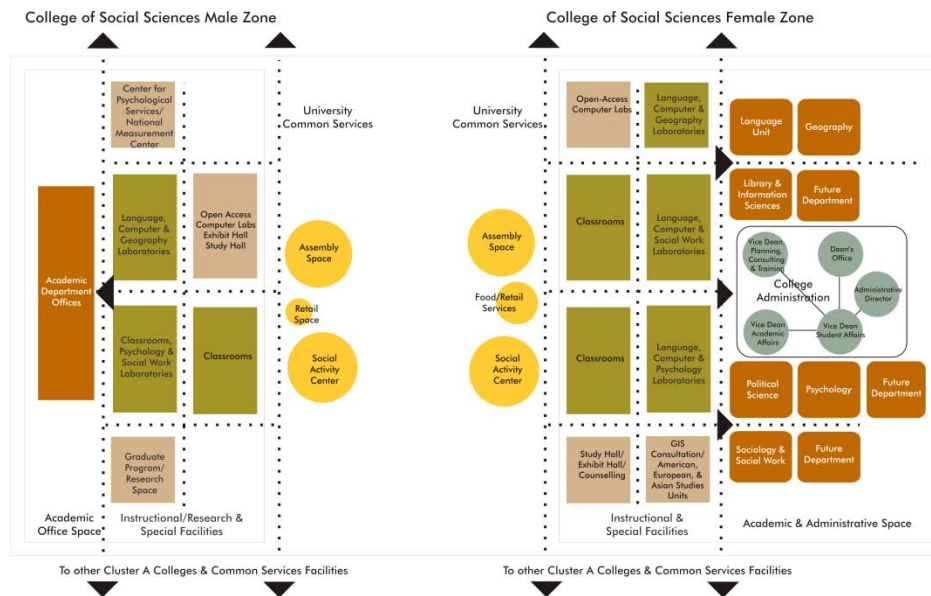 College of Social Sciences Male Zone
Center for
Psychological
Services/
National
Measurement
Center
University
Common Services
Academic
Department
Offices
Language,
Computer &
Geography
Laboratories
Open Access
Computer Labs
Exhibit Hall
Study Hall
Assembly
Space
Retail
Space
Classrooms,
Psychology &
Social Work
Laboratories
Classrooms
Social
Activity
Center
Graduate
Program/
Research
Space
Academic
Office Space
Instructional/Research &
Special Facilities
To other Cluster A Colleges & Common Services Facilities
College of Social Sciences Female Zone
University
Common Services
Open-Access
Computer Labs
Language,
Computer &
Geography
Laboratories
Language
Unit
Geography
Library &
Information
Sciences
Future
Department
Assembly
Space
Classrooms
Language,
Computer &
Social Work
Laboratories
Vice Dean,
Planning,
Consulting
& Training
Dean's
Office
College
Administration
Administrative
Director
Vice Dean
Academic
Affairs
Vice Dean
Student Affairs
Food/Retail
Services
Social
Activity
Center
Classrooms
Language,
Computer &
Psychology
Laboratories
Political
Science
Psychology
Future
Department
Study Hall/
Exhibit Hall/
Counselling
GIS
Consultation/
American,
European, &
Asian Studies
Units
Sociology
& Social Work
Future
Department
Instructional &
Special Facilities
Academic & Administrative Space
To other Cluster A Colleges & Common Services Facilities